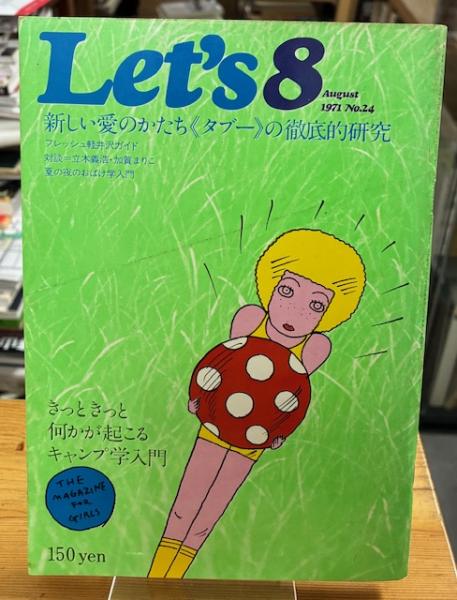 Let's 8
August
1971 No.24
新しい愛のかたち《タブー》の徹底的研究
フレッシュ軽井沢ガイド
対談=立木義浩・加賀まりこ
夏の夜のおばけ学入門
きっときっと
何かが起こる
キャンプ学入門
THE
MAGAZINE
FOR
GIRLS
150 yen